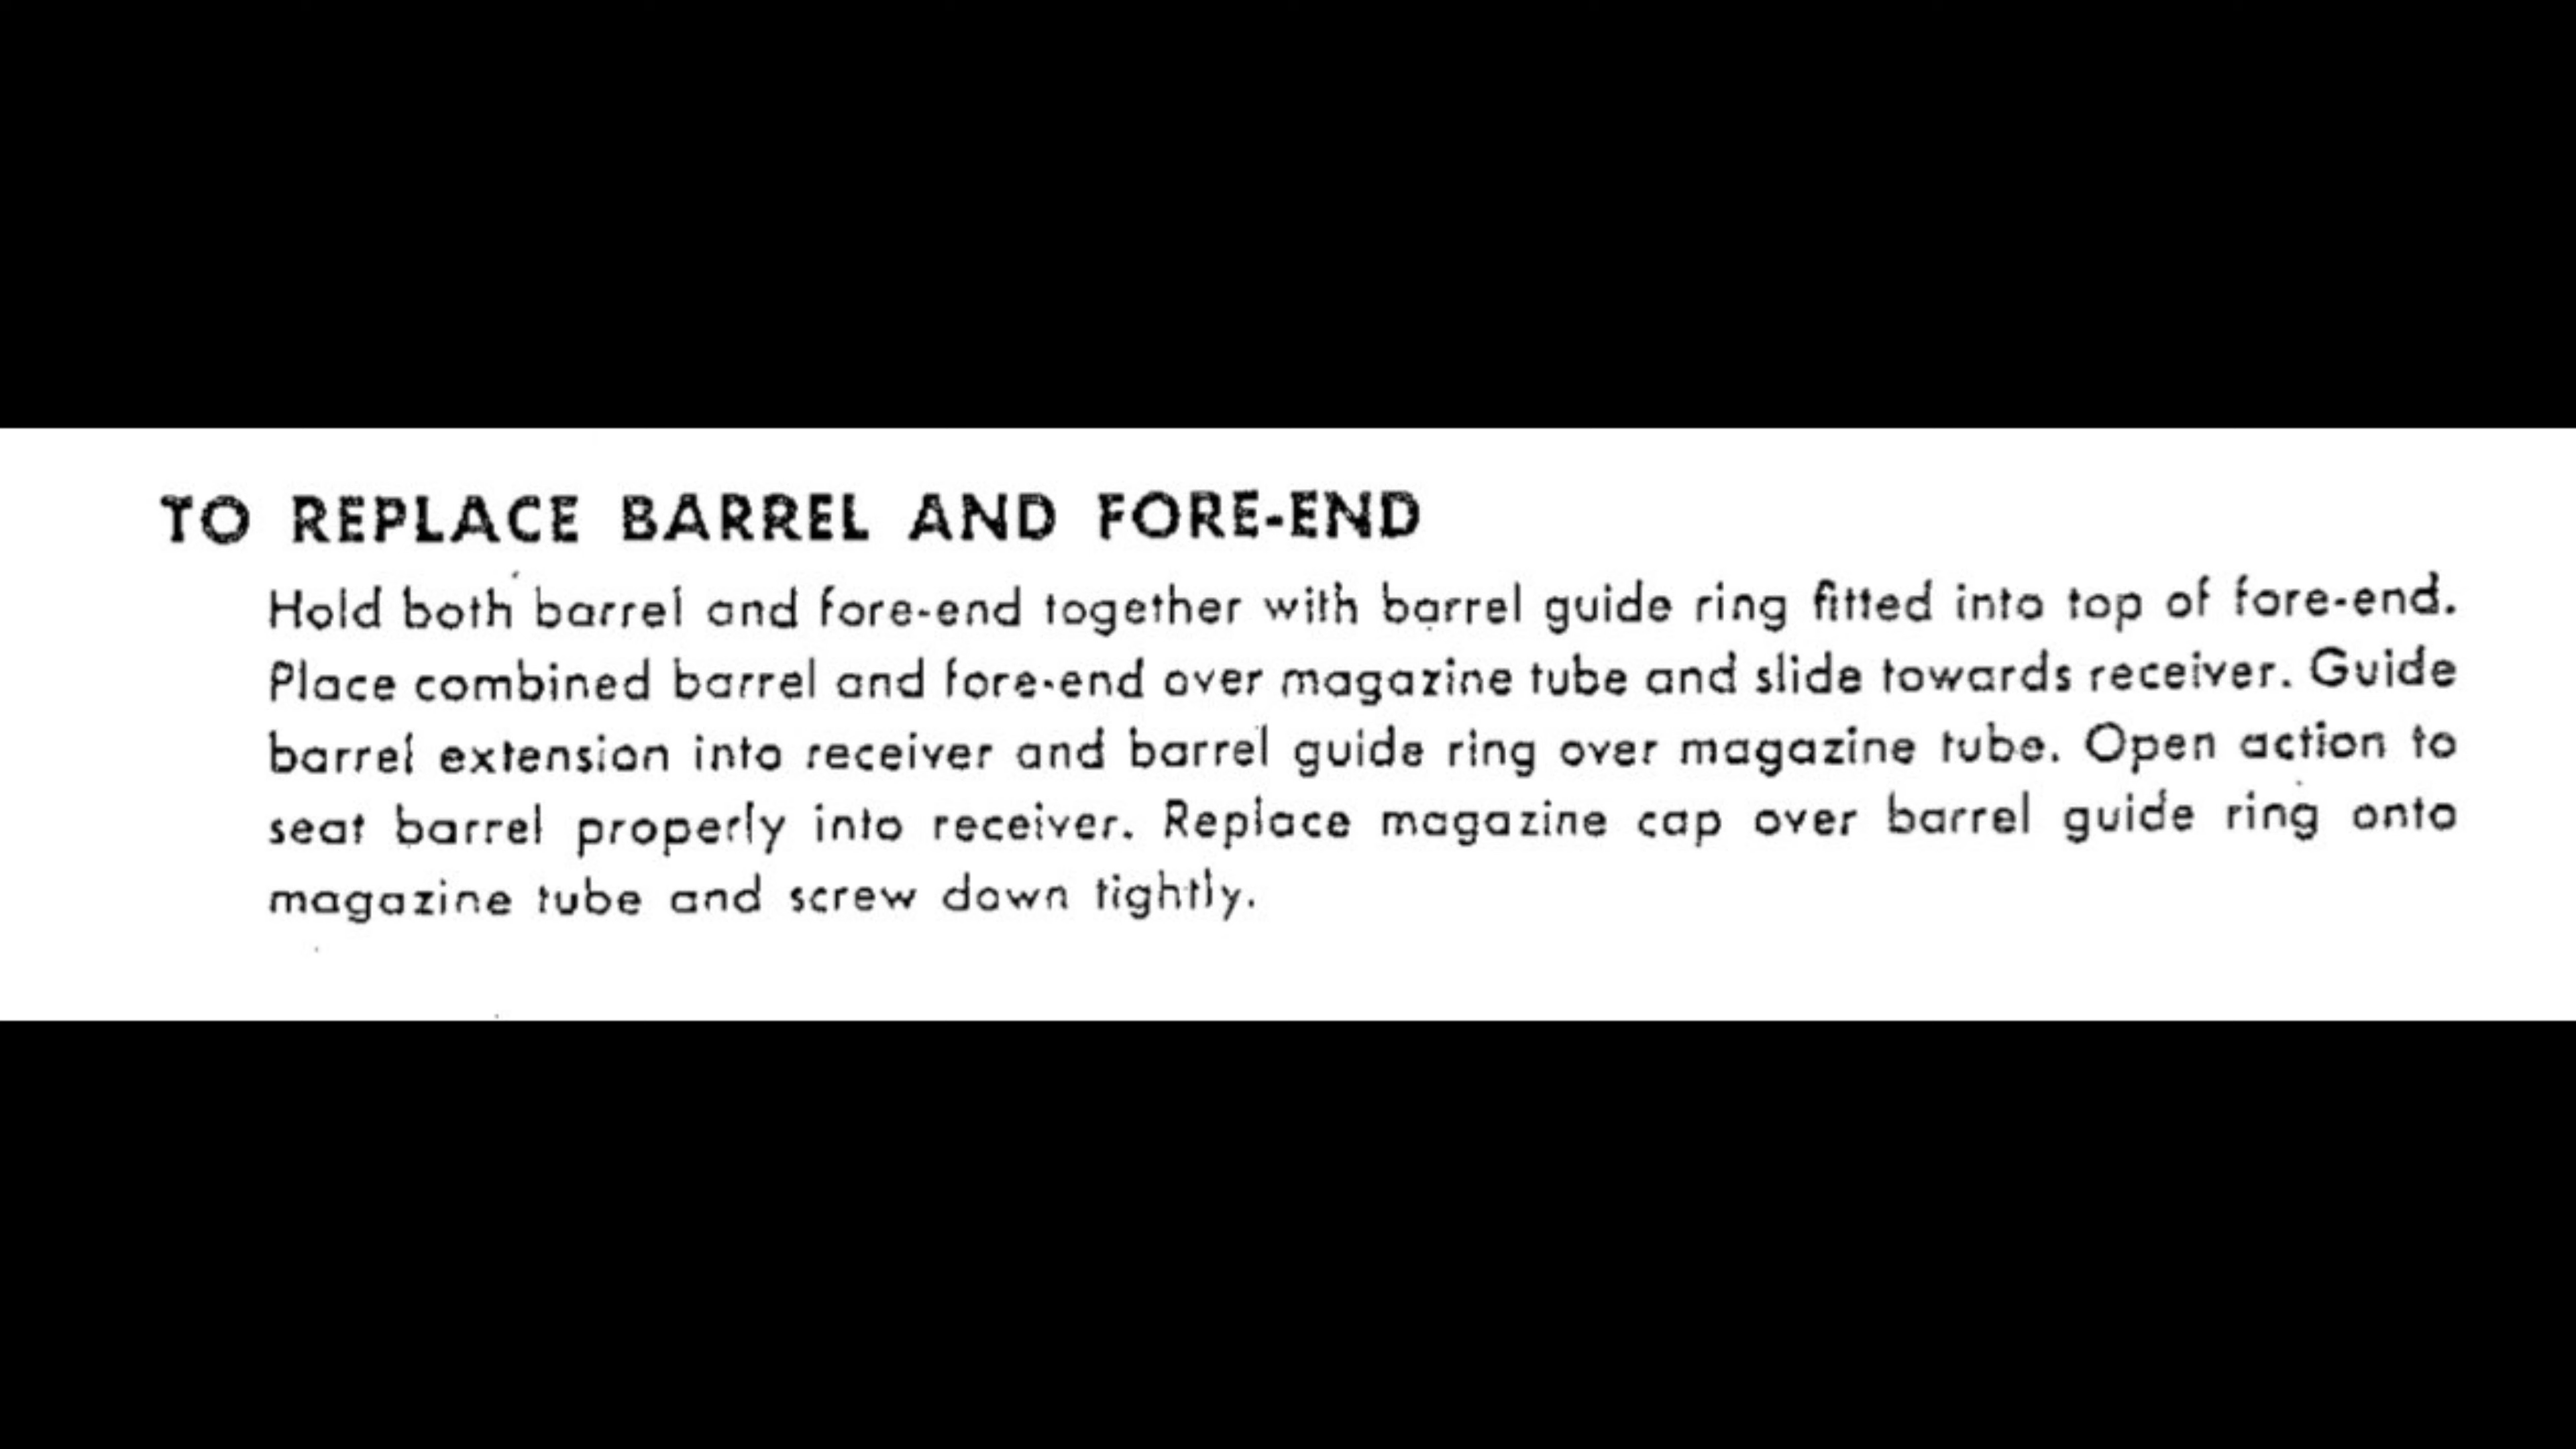 TO REPLACE BARREL AND FORE-END
Hold both barrel and fore-end together with barrel guide ring fitted into top of fore-end.
Place combined barrel and fore-end over magazine tube and slide towards receiver. Guide
barrel extension into receiver and barrel guide ring over magazine tube. Open action to
seat barrel properly into receiver. Replace magazine cap over barrel guide ring onto
magazine tube and screw down tightly.